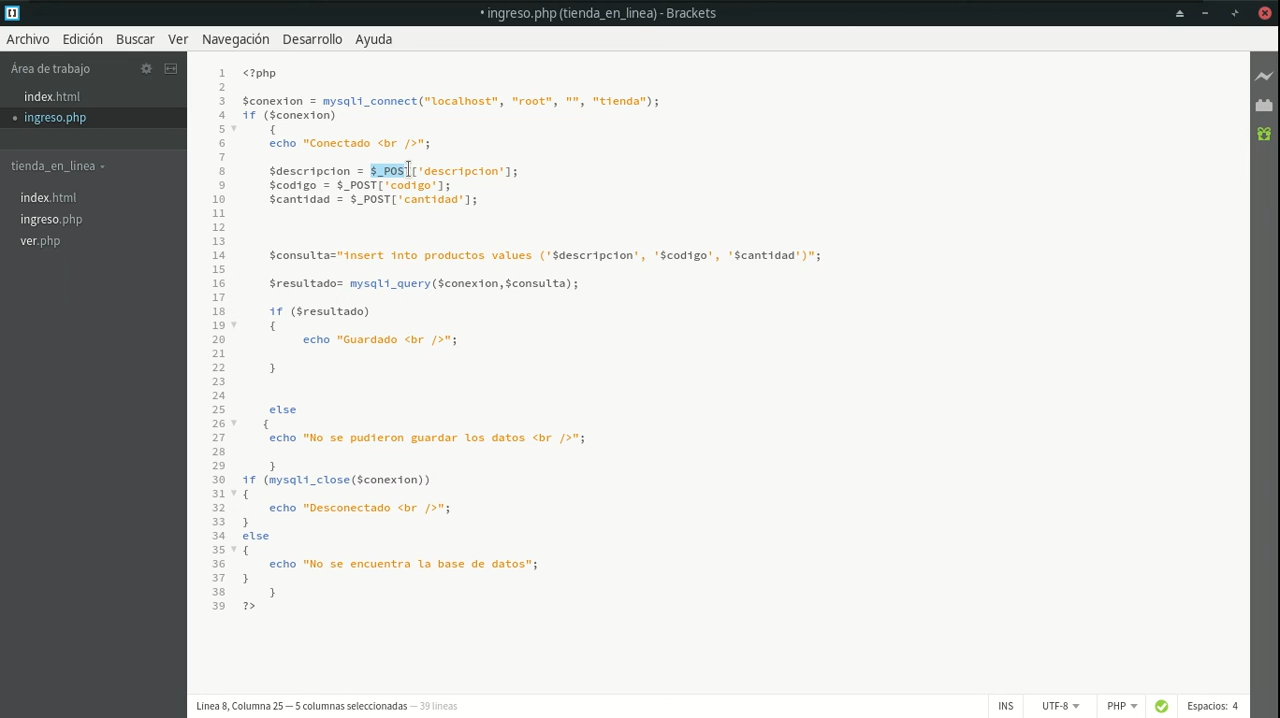 • ingreso.php (tienda_en_linea) - Brackets
Archivo Edición Buscar Ver Navegación Desarrollo Ayuda
Área de trabajo
index.html
• ingreso.php
tienda_en_linea
index.html
ingreso.php
ver.php
1 <?php
2
3 $conexion = mysqli_connect("localhost", "root", "", "tienda");
4 if ($conexion)
5 {
6 echo "Conectado <br />";
7
8 $descripcion = $_POST['descripcion'];
9 $codigo = $_POST['codigo'];
10 $cantidad = $_POST['cantidad'];
11
12
13
14 $consulta="insert into productos values ('$descripcion', '$codigo', '$cantidad')";
15
16 $resultado= mysqli_query($conexion,$consulta);
17
18 if ($resultado)
19 {
20 echo "Guardado <br />";
21
22 }
23
24
25 else
26 {
27 echo "No se pudieron guardar los datos <br />";
28
29 }
30 if (mysqli_close($conexion))
31 {
32 echo "Desconectado <br />";
33 }
34 else
35 {
36 echo "No se encuentra la base de datos";
37 }
38 }
39 ?>
Línea 8, Columna 25 — 5 columnas seleccionadas — 39 líneas INS UTF-8 PHP Espacios: 4